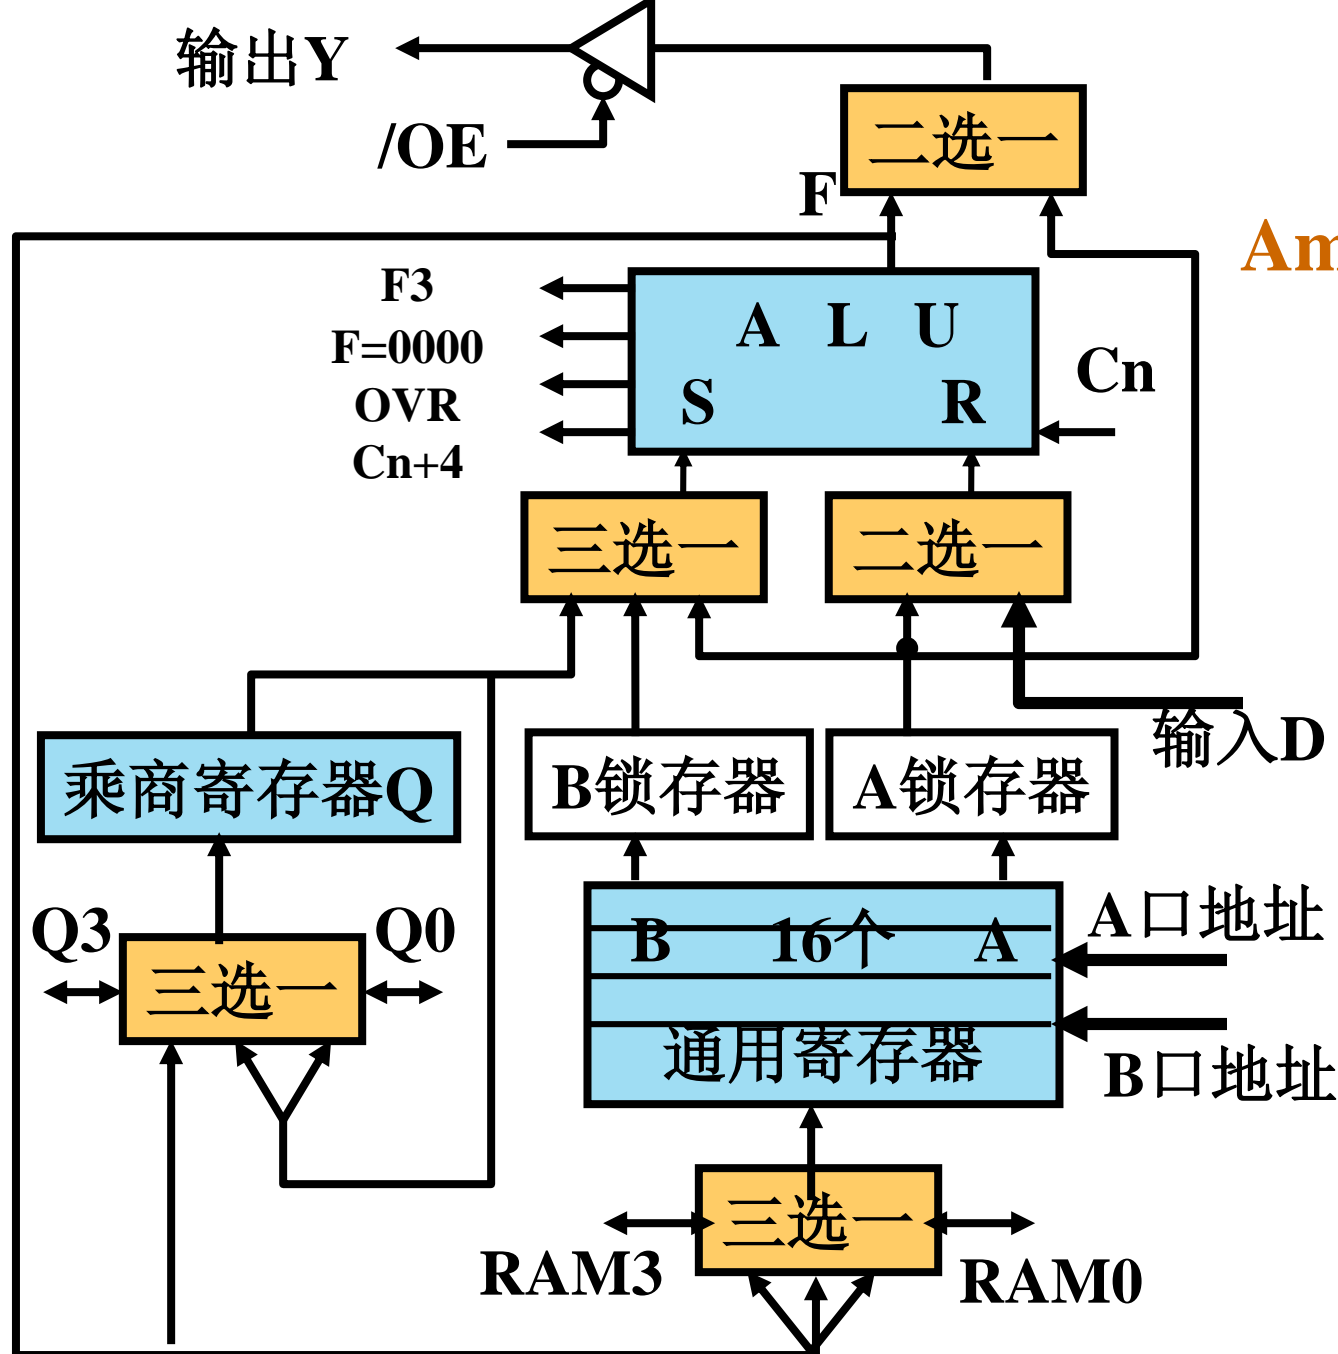 输出Y
/OE
二选一
F
Am
F3
F=0000
OVR
Cn+4
A L U
S R
Cn
三选一
二选一
输入D
乘商寄存器Q
B锁存器
A锁存器
Q3
Q0
三选一
B 16个 A
通用寄存器
A口地址
B口地址
三选一
RAM3
RAM0